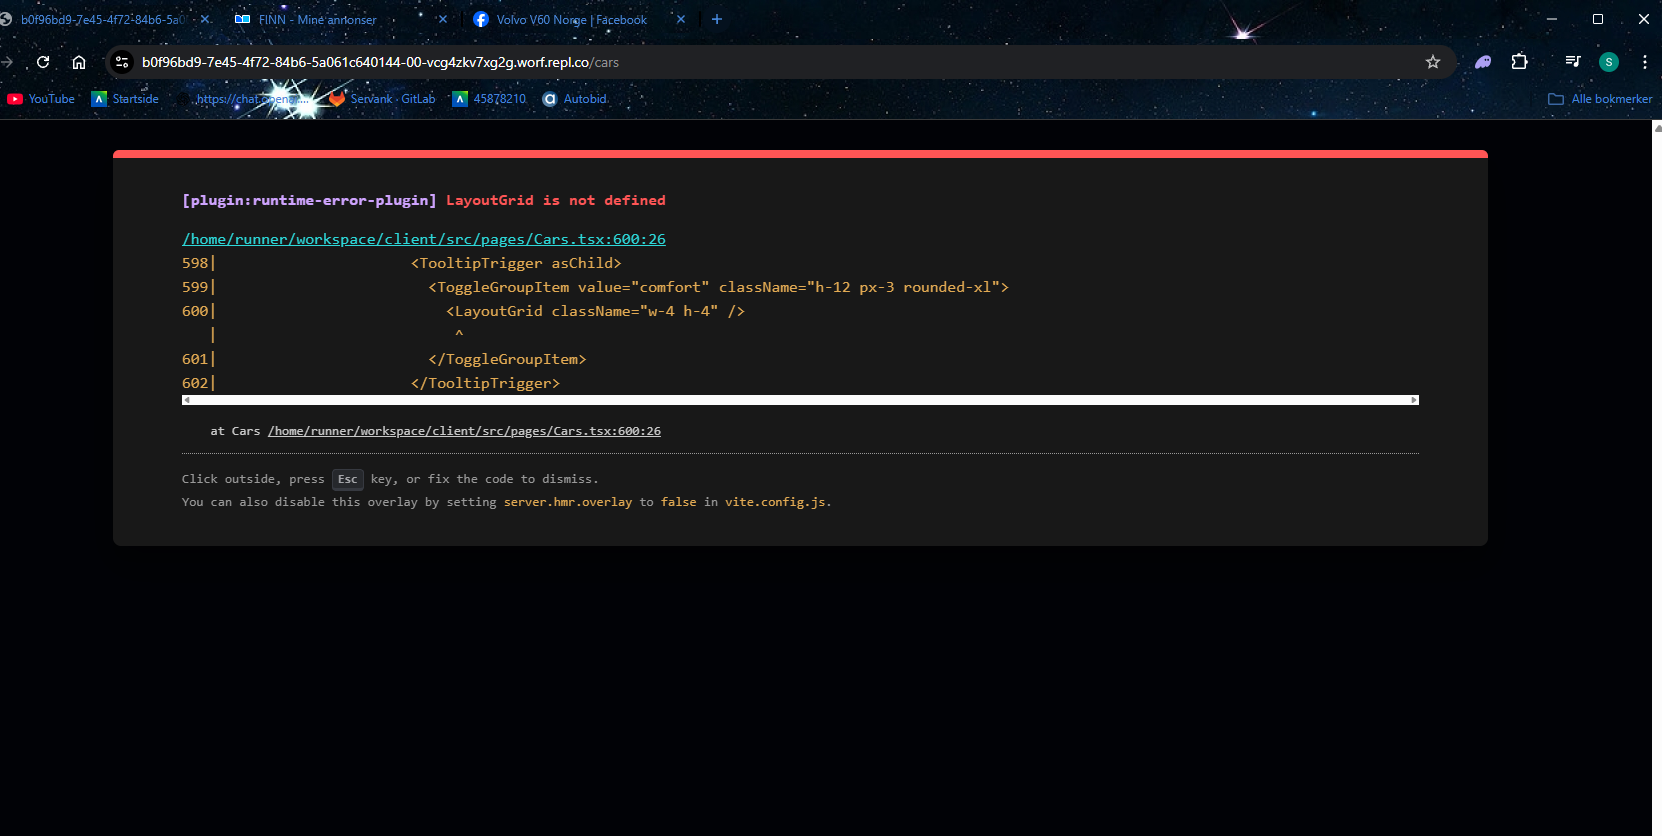 b0f96bd9-7e45-4f72-84b6-5a0
FINN - Mine annonser
Volvo V60 Norge | Facebook
b0f96bd9-7e45-4f72-84b6-5a061c640144-00-vcg4zkv7xg2g.worf.repl.co/cars
S
YouTube
Startside
https://chat.openai....
Servank · GitLab
45878210
Autobid
Alle bokmerker
[plugin:runtime-error-plugin] LayoutGrid is not defined
/home/runner/workspace/client/src/pages/Cars.tsx:600:26
598| <TooltipTrigger asChild>
599| <ToggleGroupItem value="comfort" className="h-12 px-3 rounded-xl">
600| <LayoutGrid className="w-4 h-4" />
| ^
601| </ToggleGroupItem>
602| </TooltipTrigger>
at Cars /home/runner/workspace/client/src/pages/Cars.tsx:600:26
Click outside, press Esc key, or fix the code to dismiss.
You can also disable this overlay by setting server.hmr.overlay to false in vite.config.js.